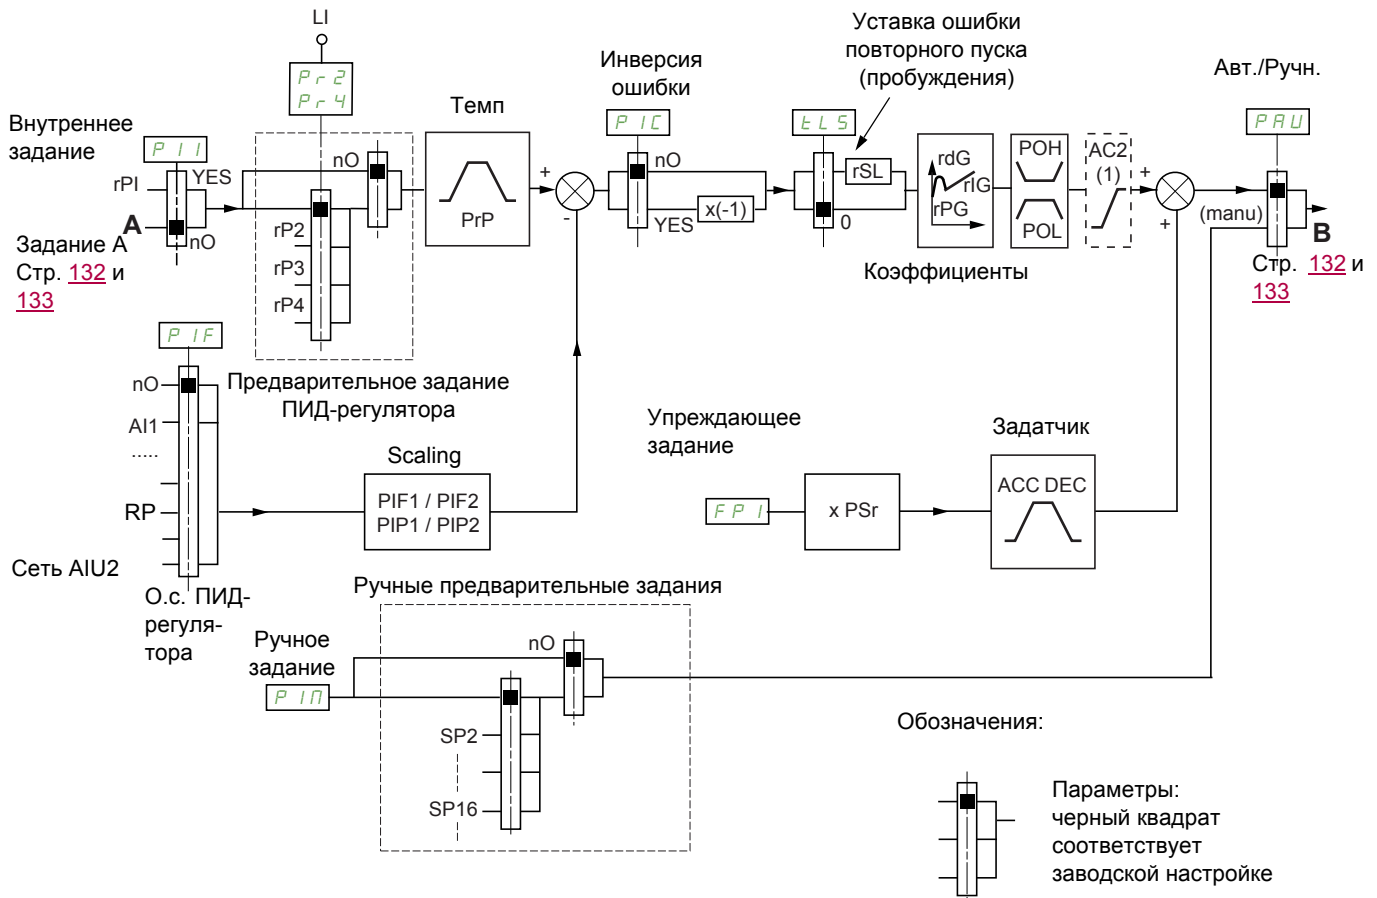 LI
Pr2
Pr4
Внутреннее
задание
PII
YES
rPI
A
nO
Задание A
Стр. 132 и
133
nO
rP2
rP3
rP4
Предварительное задание
ПИД-регулятора
Темп
PrP
+
-
Инверсия
ошибки
PIC
nO
YES
x(-1)
Уставка ошибки
повторного пуска
(пробуждения)
tLS
rSL
0
rdG
rIG
rPG
POH
POL
Коэффициенты
AC2
(1)
+
+
Авт./Ручн.
PAU
(manu)
B
Стр. 132 и
133
PIF
nO
AI1
.....
RP
Сеть AIU2
О.с. ПИД-
регуля-
тора
Scaling
PIF1 / PIF2
PIP1 / PIP2
Упреждающее
задание
FPI
x PSr
Задатчик
ACC DEC
Ручные предварительные задания
Ручное
задание
PIM
nO
SP2
SP16
Обозначения:
Параметры:
черный квадрат
соответствует
заводской настройке